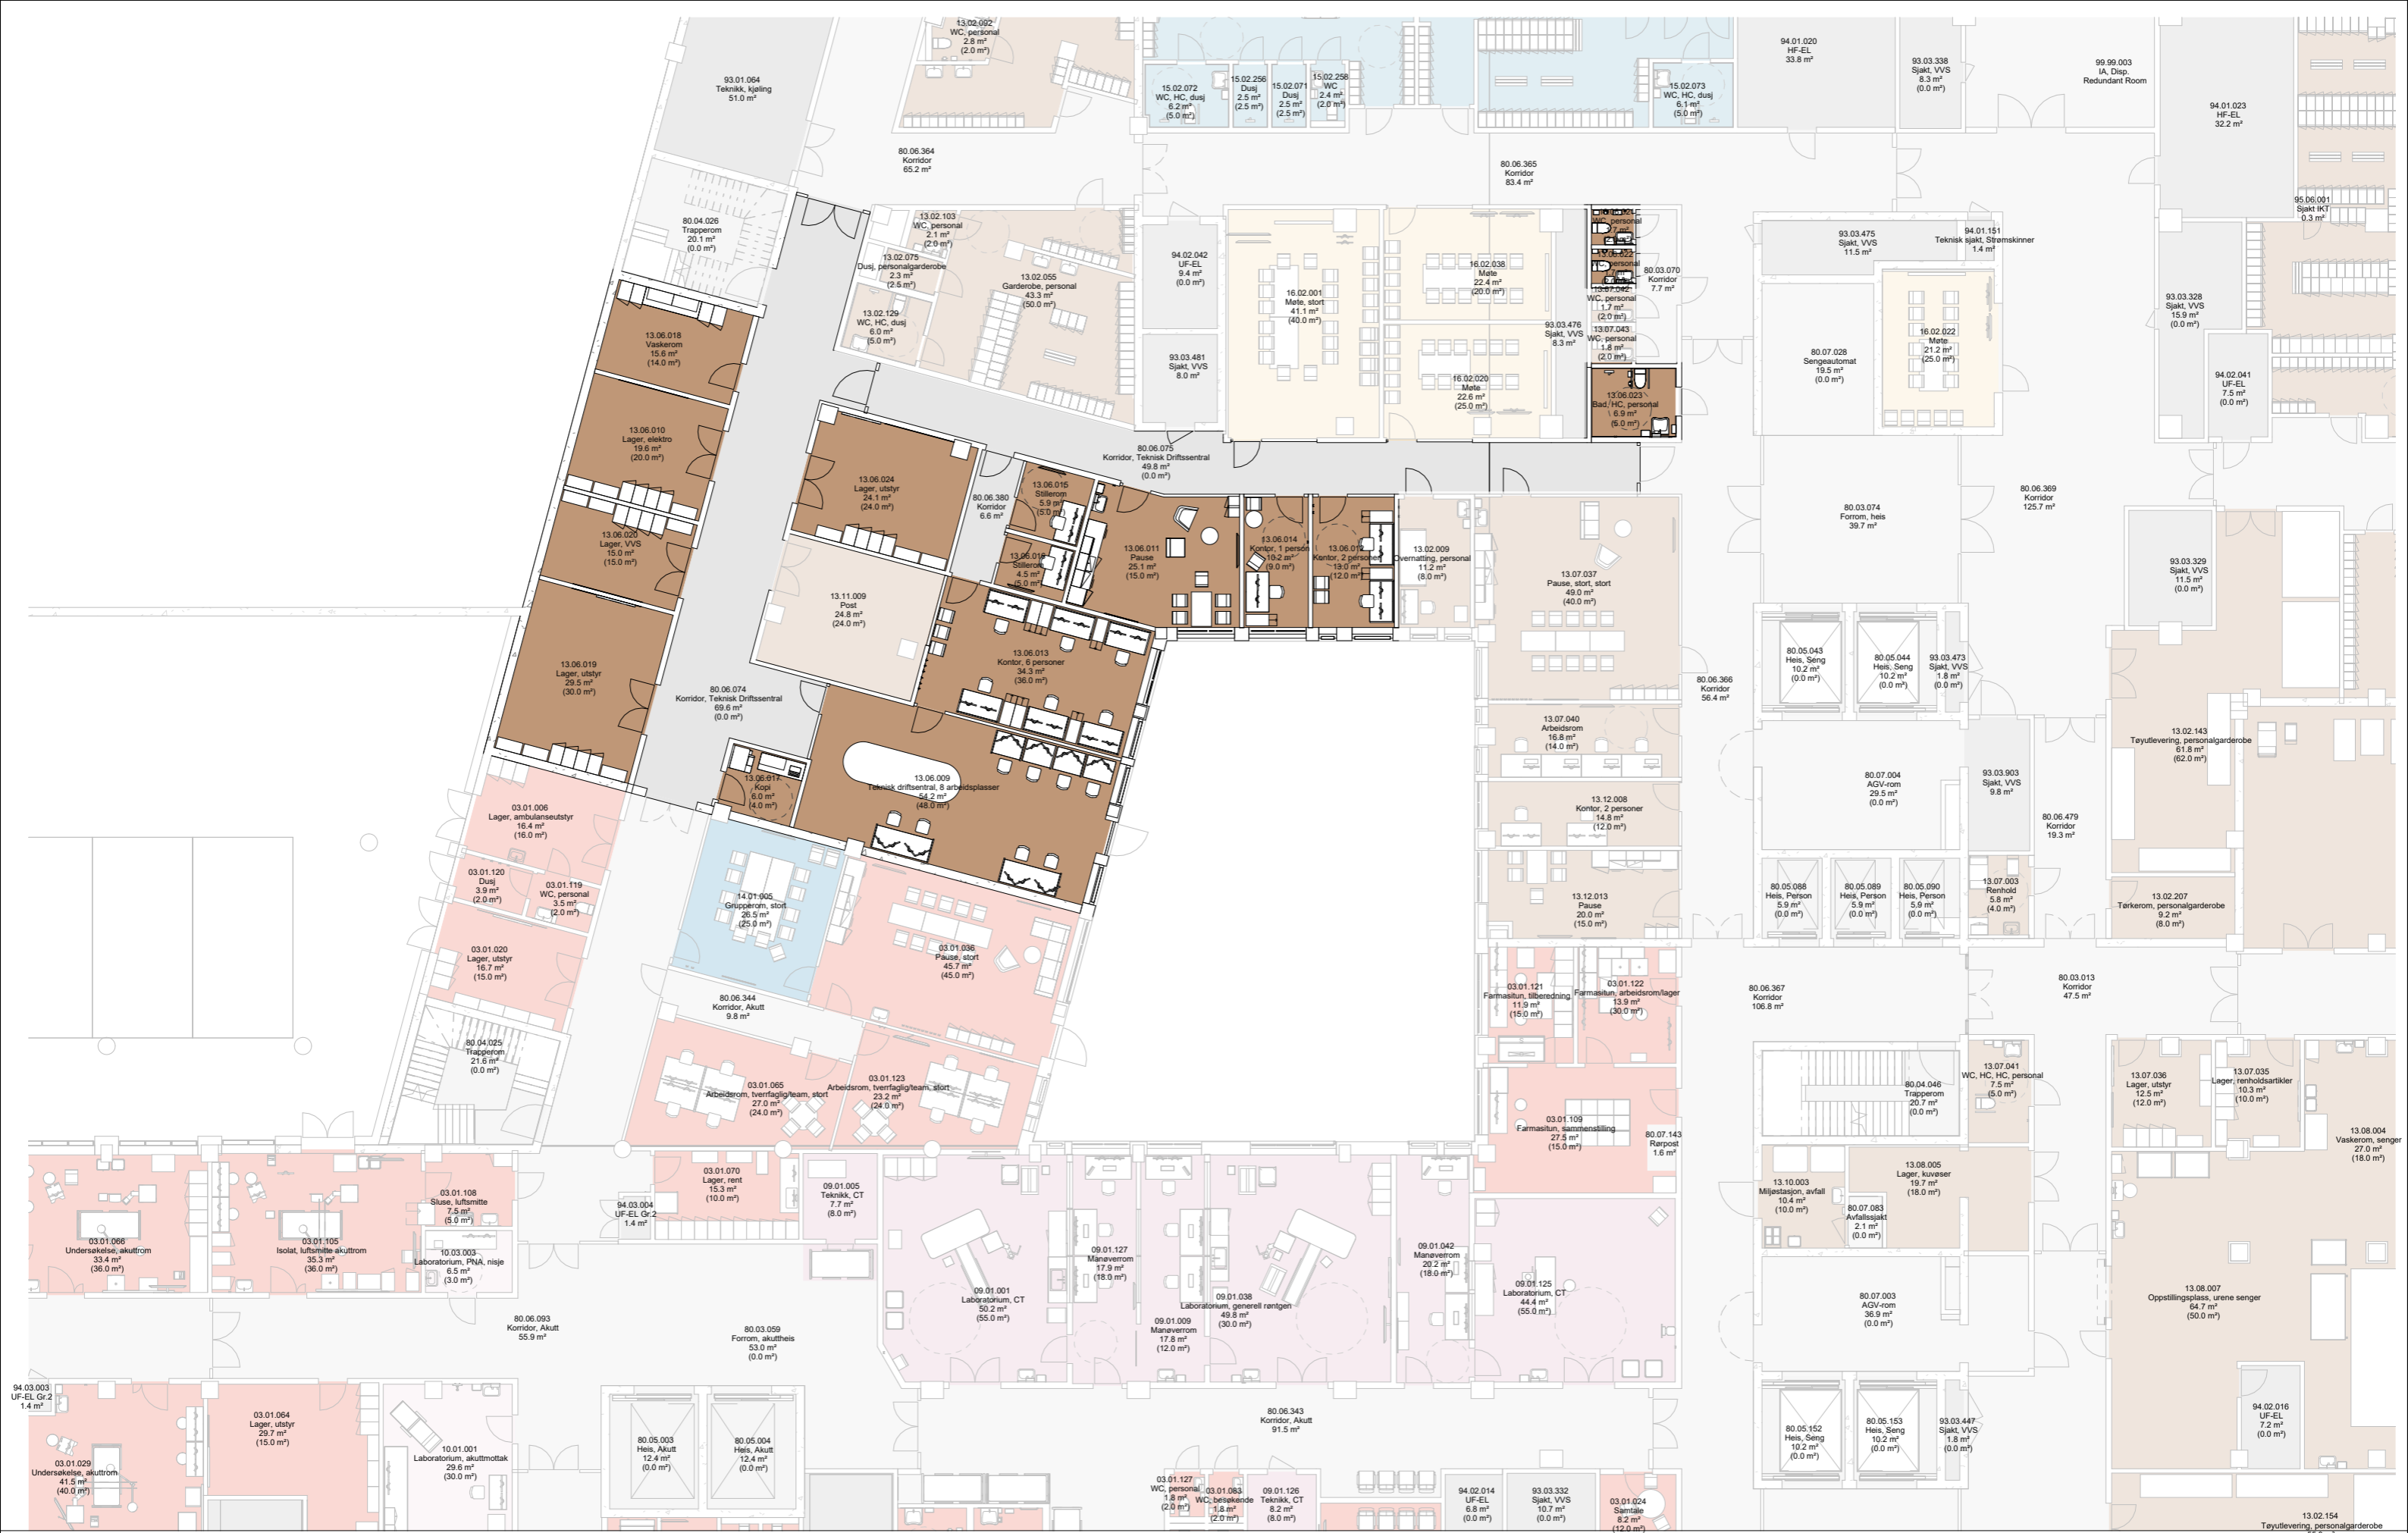 13.02.092
WC, personal
2.8 m²
(2.0 m²)
93.01.064
Teknikk, kjøling
51.0 m²
15.02.072
WC, HC, dusj
6.2 m²
(5.0 m²)
15.02.256
Dusj
2.5 m²
(2.5 m²)
15.02.071
Dusj
2.5 m²
(2.5 m²)
15.02.258
WC
2.4 m²
(2.0 m²)
15.02.073
WC, HC, dusj
6.1 m²
(5.0 m²)
94.01.020
HF-EL
33.8 m²
93.03.338
Sjakt, VVS
8.3 m²
(0.0 m²)
99.99.003
IA, Disp.
Redundant Room
94.01.023
HF-EL
32.2 m²
80.06.364
Korridor
65.2 m²
80.06.365
Korridor
83.4 m²
80.04.026
Trapperom
20.1 m²
(0.0 m²)
13.02.103
WC, personal
2.1 m²
(2.0 m²)
13.02.075
Dusj, personalgarderobe
2.3 m²
(2.5 m²)
13.02.055
Garderobe, personal
43.3 m²
(50.0 m²)
13.02.129
WC, HC, dusj
6.0 m²
(5.0 m²)
94.02.042
UF-EL
9.4 m²
(0.0 m²)
93.03.481
Sjakt, VVS
8.0 m²
16.02.001
Møte, stort
41.1 m²
(40.0 m²)
16.02.038
Møte
22.4 m²
(20.0 m²)
16.02.020
Møte
22.6 m²
(25.0 m²)
93.03.476
Sjakt, VVS
8.3 m²
WC, personal
13.06.022
WC, personal
13.07.042
WC, personal
1.7 m²
(2.0 m²)
13.07.043
WC, personal
1.8 m²
(2.0 m²)
80.03.070
Korridor
7.7 m²
13.06.023
Bad, HC, personal
6.9 m²
(5.0 m²)
93.03.475
Sjakt, VVS
11.5 m²
94.01.151
Teknisk sjakt, Strømskinner
1.4 m²
95.06.001
Sjakt IKT
0.3 m²
80.07.028
Sengeautomat
19.5 m²
(0.0 m²)
16.02.022
Møte
21.2 m²
(25.0 m²)
93.03.328
Sjakt, VVS
15.9 m²
(0.0 m²)
94.02.041
UF-EL
7.5 m²
(0.0 m²)
13.06.018
Vaskerom
15.6 m²
(14.0 m²)
13.06.010
Lager, elektro
19.6 m²
(20.0 m²)
13.06.020
Lager, VVS
15.0 m²
(15.0 m²)
13.06.019
Lager, utstyr
29.5 m²
(30.0 m²)
13.06.024
Lager, utstyr
24.1 m²
(24.0 m²)
80.06.380
Korridor
6.6 m²
80.06.075
Korridor, Teknisk Driftssentral
49.8 m²
(0.0 m²)
13.06.015
Stillerom
5.9 m²
(5.0 m²)
13.06.016
Stillerom
4.5 m²
(5.0 m²)
13.06.011
Pause
25.1 m²
(15.0 m²)
13.06.014
Kontor, 1 person
10.2 m²
(9.0 m²)
13.06.012
Kontor, 2 personer
13.0 m²
(12.0 m²)
13.02.009
Overnatting, personal
11.2 m²
(8.0 m²)
13.07.037
Pause, stort, stort
49.0 m²
(40.0 m²)
80.03.074
Forrom, heis
39.7 m²
80.06.369
Korridor
125.7 m²
93.03.329
Sjakt, VVS
11.5 m²
(0.0 m²)
13.11.009
Post
24.8 m²
(24.0 m²)
13.06.013
Kontor, 6 personer
34.3 m²
(36.0 m²)
80.06.074
Korridor, Teknisk Driftssentral
69.6 m²
(0.0 m²)
80.06.366
Korridor
56.4 m²
80.05.043
Heis, Seng
10.2 m²
(0.0 m²)
80.05.044
Heis, Seng
10.2 m²
(0.0 m²)
93.03.473
Sjakt, VVS
1.8 m²
(0.0 m²)
13.07.040
Arbeidsrom
16.8 m²
(14.0 m²)
13.02.143
Tøyutlevering, personalgarderobe
61.8 m²
(62.0 m²)
13.06.017
Kopi
6.0 m²
(4.0 m²)
13.06.009
Teknisk driftsentral, 8 arbeidsplasser
54.2 m²
(48.0 m²)
80.07.004
AGV-rom
29.5 m²
(0.0 m²)
93.03.903
Sjakt, VVS
9.8 m²
13.12.008
Kontor, 2 personer
14.8 m²
(12.0 m²)
80.06.479
Korridor
19.3 m²
03.01.006
Lager, ambulanseutstyr
16.4 m²
(16.0 m²)
03.01.120
Dusj
3.9 m²
(2.0 m²)
03.01.119
WC, personal
3.5 m²
(2.0 m²)
14.01.005
Grupperom, stort
26.5 m²
(25.0 m²)
13.12.013
Pause
20.0 m²
(15.0 m²)
80.05.088
Heis, Person
5.9 m²
(0.0 m²)
80.05.089
Heis, Person
5.9 m²
(0.0 m²)
80.05.090
Heis, Person
5.9 m²
(0.0 m²)
13.07.003
Renhold
5.8 m²
(4.0 m²)
13.02.207
Tørkerom, personalgarderobe
9.2 m²
(8.0 m²)
03.01.020
Lager, utstyr
16.7 m²
(15.0 m²)
03.01.036
Pause, stort
45.7 m²
(45.0 m²)
80.06.344
Korridor, Akutt
9.8 m²
03.01.121
Farmasitun, tilberedning
11.9 m²
(15.0 m²)
03.01.122
Farmasitun, arbeidsrom/lager
13.9 m²
(30.0 m²)
80.06.367
Korridor
106.8 m²
80.03.013
Korridor
47.5 m²
80.04.025
Trapperom
21.6 m²
(0.0 m²)
03.01.065
Arbeidsrom, tverrfaglig/team, stort
27.0 m²
(24.0 m²)
03.01.123
Arbeidsrom, tverrfaglig/team, stort
23.2 m²
(24.0 m²)
03.01.109
Farmasitun, sammenstilling
27.5 m²
(15.0 m²)
80.07.143
Rørpost
1.6 m²
80.04.046
Trapperom
20.7 m²
(0.0 m²)
13.07.041
WC, HC, HC, personal
7.5 m²
(5.0 m²)
13.07.036
Lager, utstyr
12.5 m²
(12.0 m²)
13.07.035
Lager, renholdsartikler
10.3 m²
(10.0 m²)
13.08.004
Vaskerom, senger
27.0 m²
(18.0 m²)
03.01.066
Undersøkelse, akuttrom
33.4 m²
(36.0 m²)
03.01.105
Isolat, luftsmitte akuttrom
35.3 m²
(36.0 m²)
03.01.108
Sluse, luftsmitte
7.5 m²
(5.0 m²)
10.03.003
Laboratorium, PNA, nisje
6.5 m²
(3.0 m²)
94.03.004
UF-EL Gr.2
1.4 m²
03.01.070
Lager, rent
15.3 m²
(10.0 m²)
09.01.005
Teknikk, CT
7.7 m²
(8.0 m²)
09.01.001
Laboratorium, CT
50.2 m²
(55.0 m²)
09.01.127
Manøverrom
17.9 m²
(18.0 m²)
09.01.009
Manøverrom
17.8 m²
(12.0 m²)
09.01.038
Laboratorium, generell røntgen
49.8 m²
(30.0 m²)
09.01.042
Manøverrom
20.2 m²
(18.0 m²)
09.01.125
Laboratorium, CT
44.4 m²
(55.0 m²)
13.10.003
Miljøstasjon, avfall
10.4 m²
(10.0 m²)
13.08.005
Lager, kuvøser
19.7 m²
(18.0 m²)
80.07.083
Avfallssjakt
2.1 m²
(0.0 m²)
80.07.003
AGV-rom
36.9 m²
(0.0 m²)
13.08.007
Oppstillingsplass, urene senger
64.7 m²
(50.0 m²)
80.06.093
Korridor, Akutt
55.9 m²
80.03.059
Forrom, akuttheis
53.0 m²
(0.0 m²)
94.03.003
UF-EL Gr.2
1.4 m²
03.01.064
Lager, utstyr
29.7 m²
(15.0 m²)
03.01.029
Undersøkelse, akuttrom
41.5 m²
(40.0 m²)
10.01.001
Laboratorium, akuttmottak
29.6 m²
(30.0 m²)
80.05.003
Heis, Akutt
12.4 m²
(0.0 m²)
80.05.004
Heis, Akutt
12.4 m²
(0.0 m²)
80.06.343
Korridor, Akutt
91.5 m²
80.05.152
Heis, Seng
10.2 m²
(0.0 m²)
80.05.153
Heis, Seng
10.2 m²
(0.0 m²)
93.03.447
Sjakt, VVS
1.8 m²
(0.0 m²)
94.02.016
UF-EL
7.2 m²
(0.0 m²)
03.01.127
WC, personal
1.8 m²
(2.0 m²)
03.01.083
WC, besøkende
1.8 m²
(2.0 m²)
09.01.126
Teknikk, CT
8.2 m²
(8.0 m²)
94.02.014
UF-EL
6.8 m²
(0.0 m²)
93.03.332
Sjakt, VVS
10.7 m²
(0.0 m²)
03.01.024
Samtale
8.2 m²
(12.0 m²)
13.02.154
Tøyutlevering, personalgarderobe